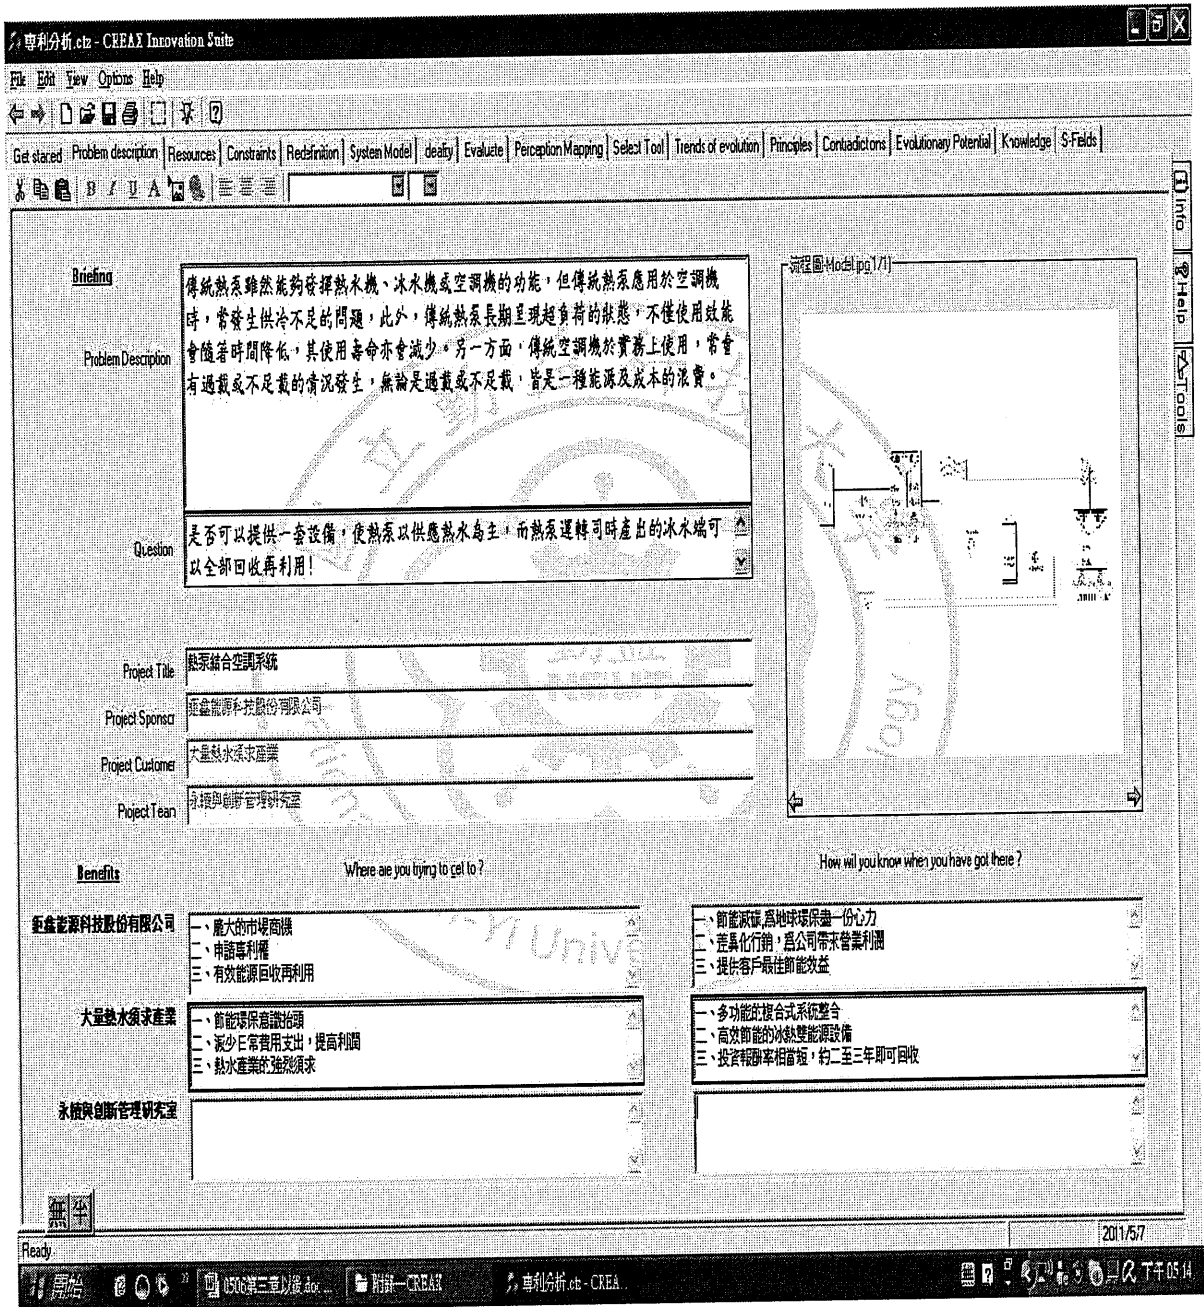 專利分析.ctz - CREAX Innovation Suite
File Edit View Options Help
Get stared Problem description Resources Constraints Redefinition System Model deality Evaluate Perception Mapping Select Tool Trends of evolution Principles Contradictions Evolutionary Potential Knowledge S-Fields
B I U A
Info
Help
Tools
Briefing
Problem Description
傳統熱泵雖然能夠發揮熱水機、冰水機或空調機的功能，但傳統熱泵應用於空調機
時，常發生供冷不足的問題，此外，傳統熱泵長期呈現超負荷的狀態，不僅使用效能
會隨著時間降低，其使用壽命亦會減少。另一方面，傳統空調機於實務上使用，常會
有過載或不足載的情況發生，無論是過載或不足載，皆是一種能源及成本的浪費。
流程圖-Model.jpg[1/1]
Question
是否可以提供一套設備，使熱泵以供應熱水為主，而熱泵運轉同時產出的冰水端可
以全部回收再利用!
Project Title 熱泵結合空調系統
Project Sponsor 鉅鑫能源科技股份有限公司
Project Customer 大量熱水須求產業
Project Team 永續與創新管理研究室
Benefits
Where are you trying to get to ?
How will you know when you have got there ?
鉅鑫能源科技股份有限公司
一、龐大的市場商機
二、申請專利權
三、有效能源回收再利用
一、節能減碳,為地球環保盡一份心力
二、差異化行銷，為公司帶來營業利潤
三、提供客戶最佳節能效益
大量熱水須求產業
一、節能環保意識抬頭
二、減少日常費用支出，提高利潤
三、熱水產業的強烈須求
一、多功能的複合式系統整合
二、高效節能的冰熱雙能源設備
三、投資報酬率相當短，約二至三年即可回收
永續與創新管理研究室
無 半
Ready
2011/5/7
開始
0506第三章以後.doc ...
附錄一CREAX
專利分析.ctz - CREA...
下午 05:14